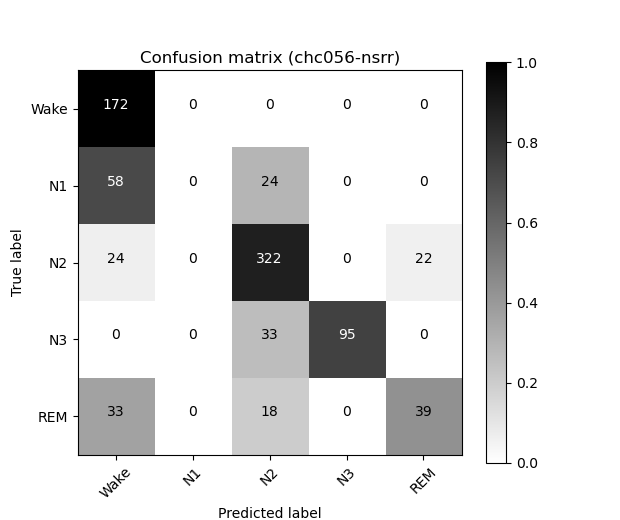 Confusion matrix (chc056-nsrr)
True label
Wake 172 0 0 0 0
N1 58 0 24 0 0
N2 24 0 322 0 22
N3 0 0 33 95 0
REM 33 0 18 0 39
Wake N1 N2 N3 REM
Predicted label
1.0
0.8
0.6
0.4
0.2
0.0